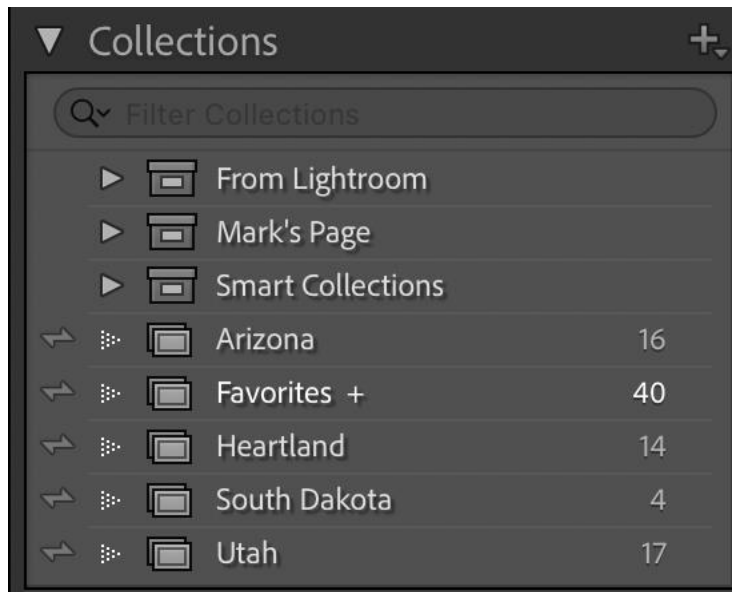 Collections
Filter Collections
From Lightroom
Mark's Page
Smart Collections
Arizona 16
Favorites + 40
Heartland 14
South Dakota 4
Utah 17